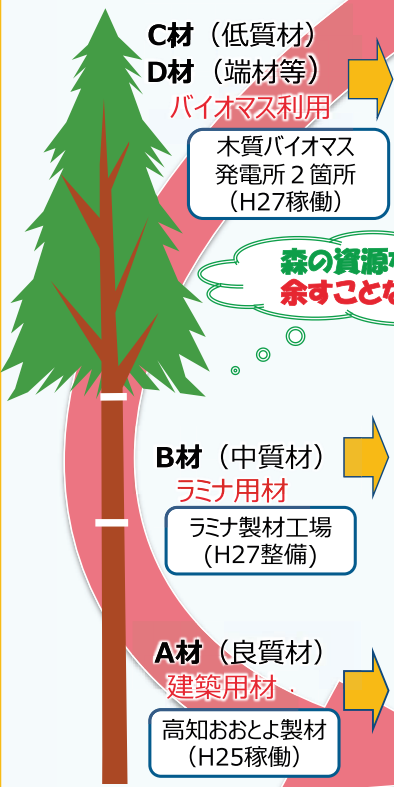 C材（低質材）
D材（端材等）
バイオマス利用
木質バイオマス
発電所２箇所
（H27稼働）
森の資源
余すことな
B材（中質材）
ラミナ用材
ラミナ製材工場
(H27整備)
A材（良質材）
建築用材
高知おおとよ製材
（H25稼働）